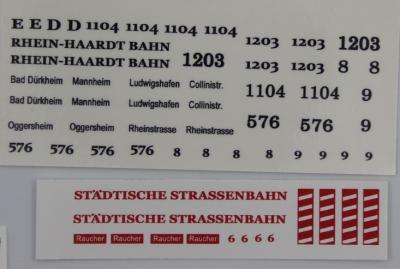 E E D D 1104 1104 1104 1104
RHEIN-HAARDT BAHN 1203 1203 1203
RHEIN-HAARDT BAHN 1203 1203 1203 8 8
Bad Dürkheim Mannheim Ludwigshafen Collinistr. 1104 1104 9
Bad Dürkheim Mannheim Ludwigshafen Collinistr.
Oggersheim Oggersheim Rheinstrasse Rheinstrasse 576 576 9
576 576 576 576 8 8 8 8 9 9 9 9 9
STÄDTISCHE STRASSENBAHN
STÄDTISCHE STRASSENBAHN
Raucher Raucher Raucher Raucher 6 6 6 6